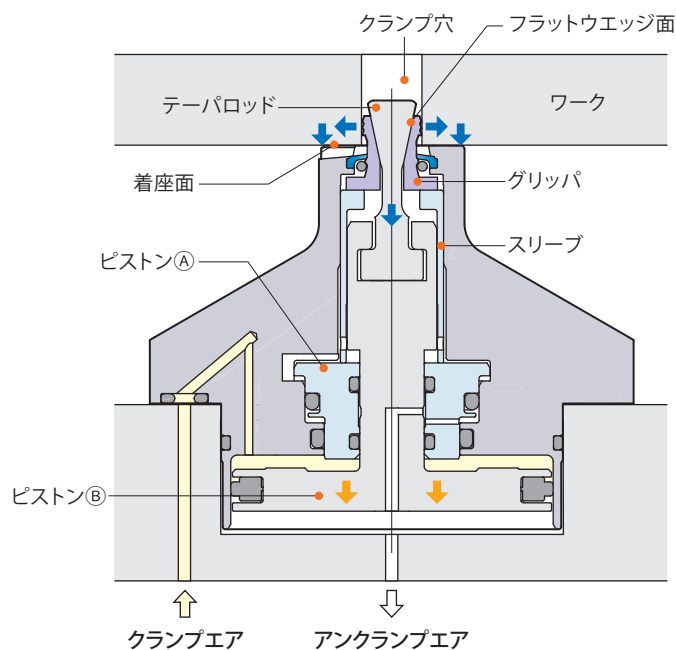 クランプ穴
フラットウエッジ面
テーパロッド
ワーク
着座面
グリッパ
スリーブ
ピストンⒶ
ピストンⒷ
クランプエア
アンクランプエア